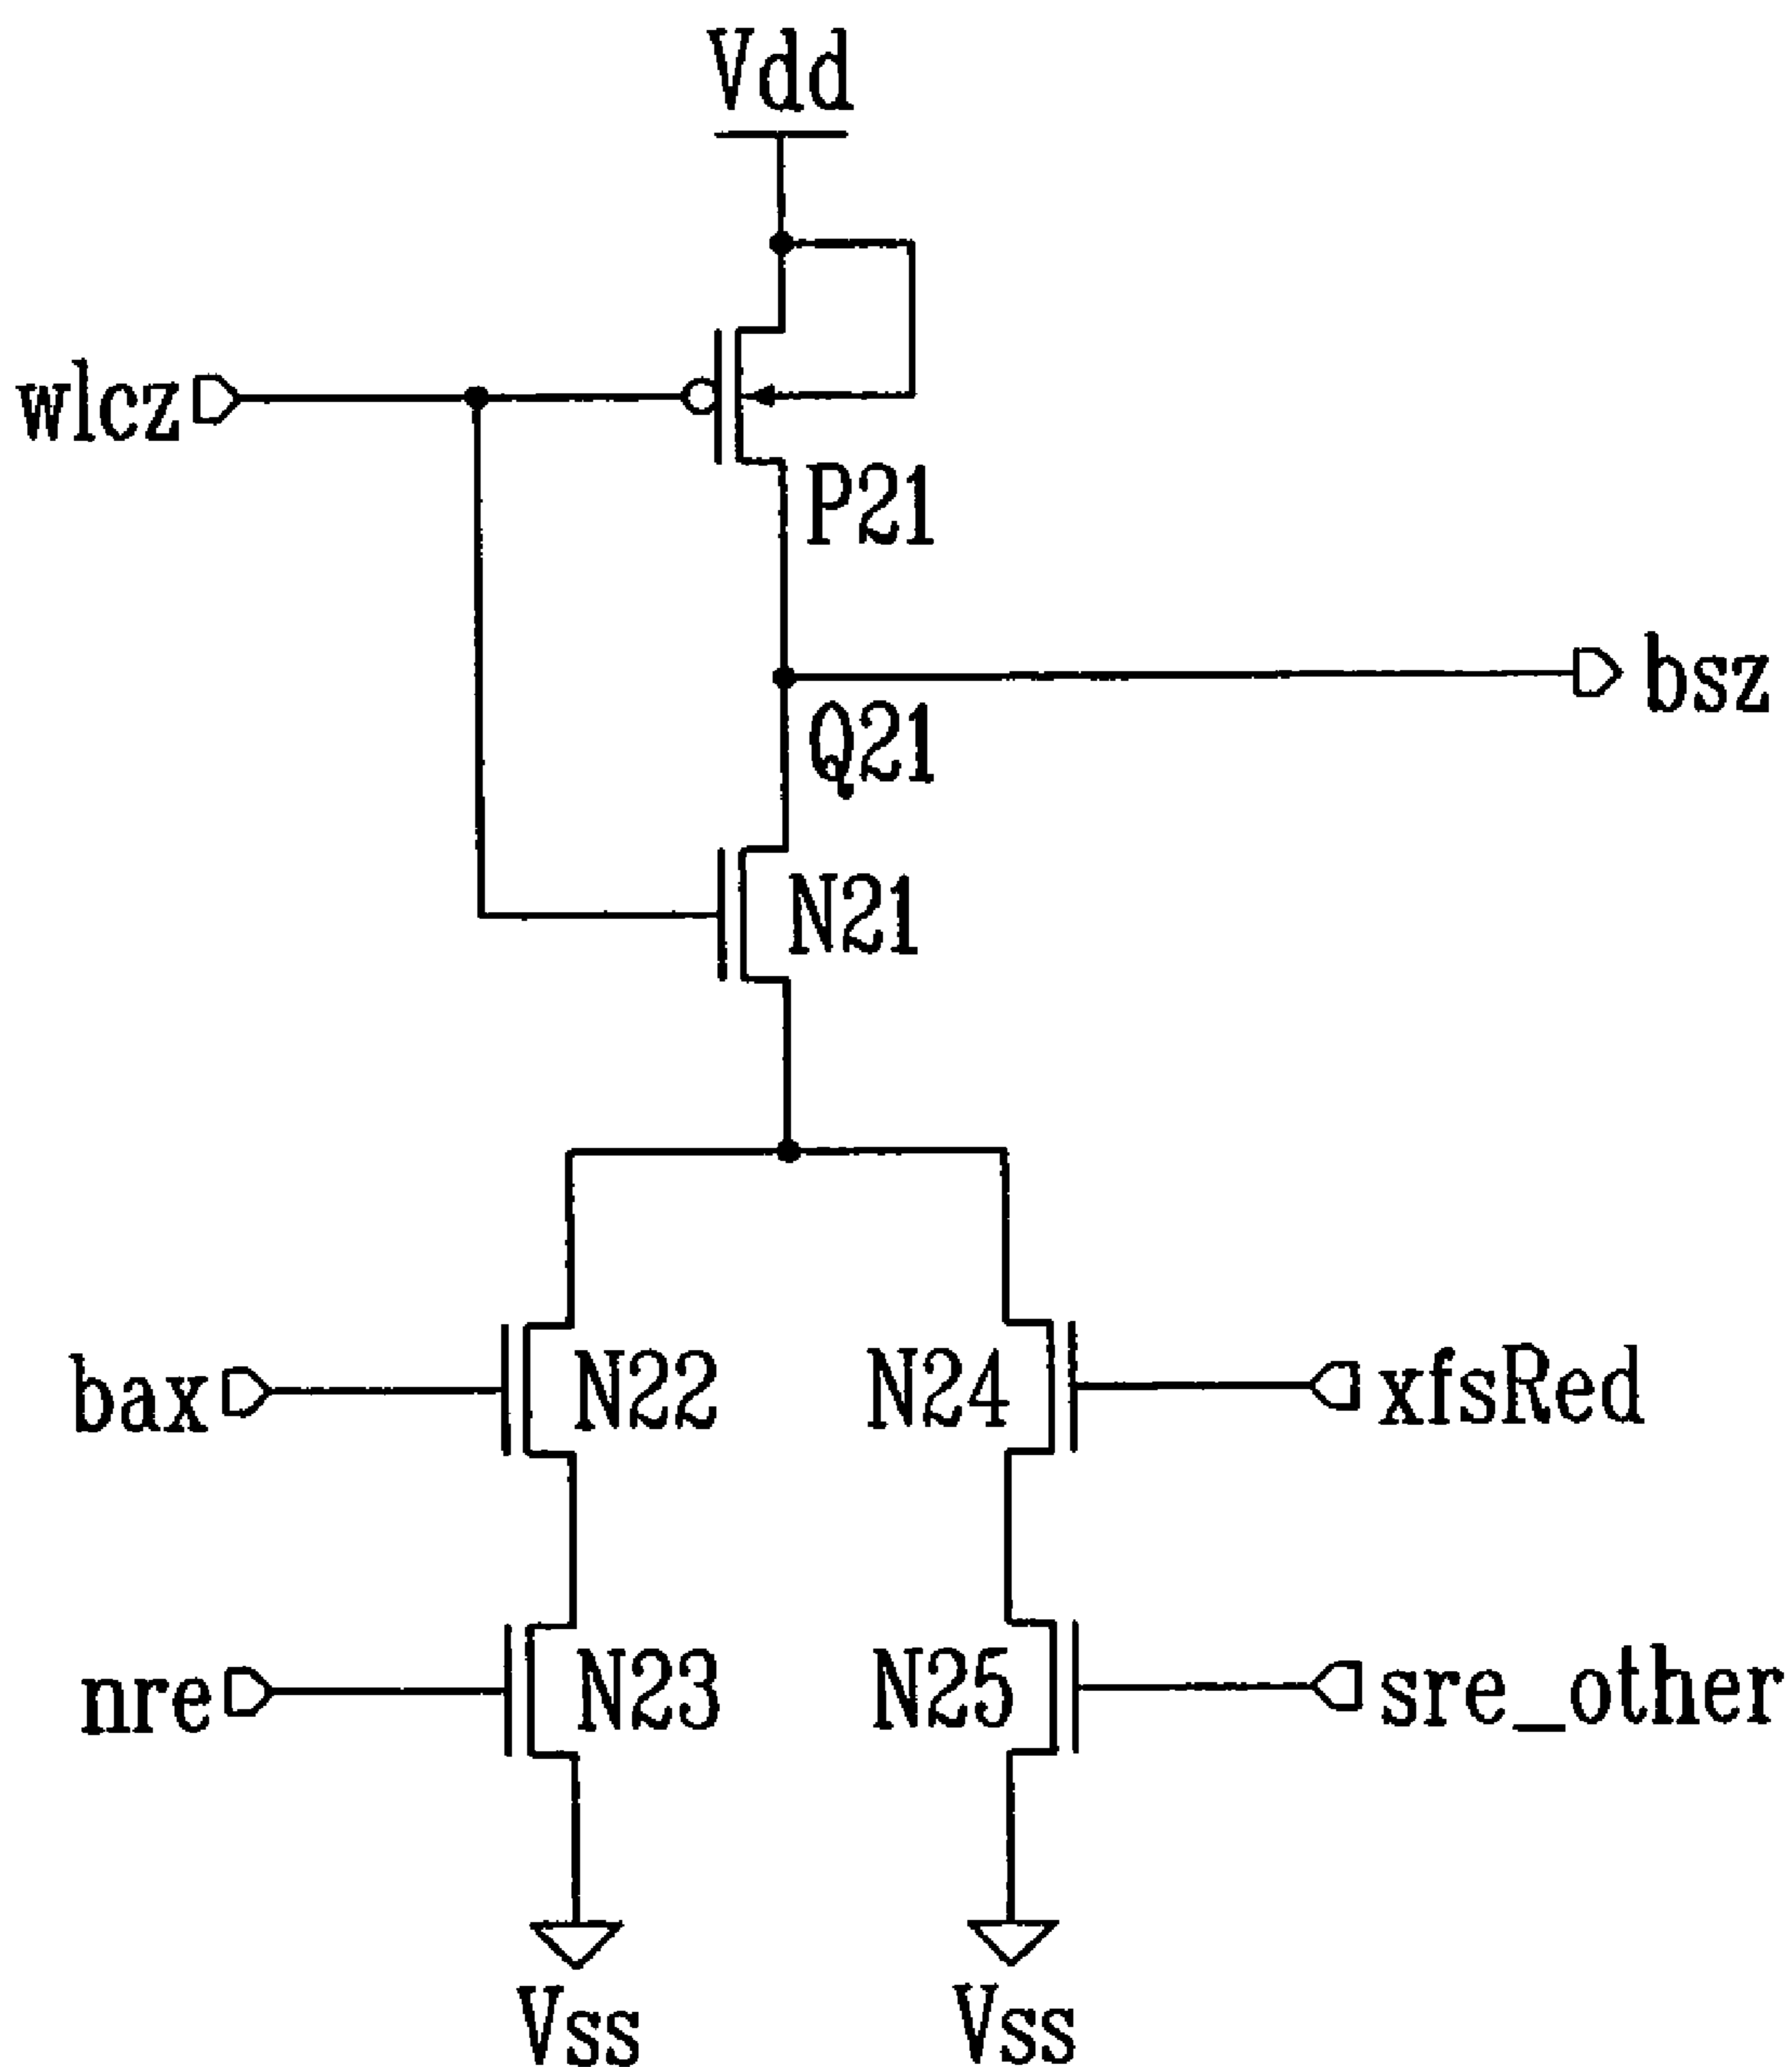 Vdd
wlcz
P21
bsz
Q21
N21
bax
N22
N24
xfsRed
nre
N23
N25
sre_other
Vss
Vss